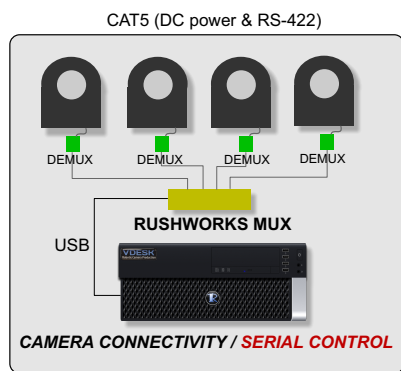 CAT5 (DC power & RS-422)
DEMUX DEMUX DEMUX DEMUX
RUSHWORKS MUX
USB
VDESK
CAMERA CONNECTIVITY / SERIAL CONTROL